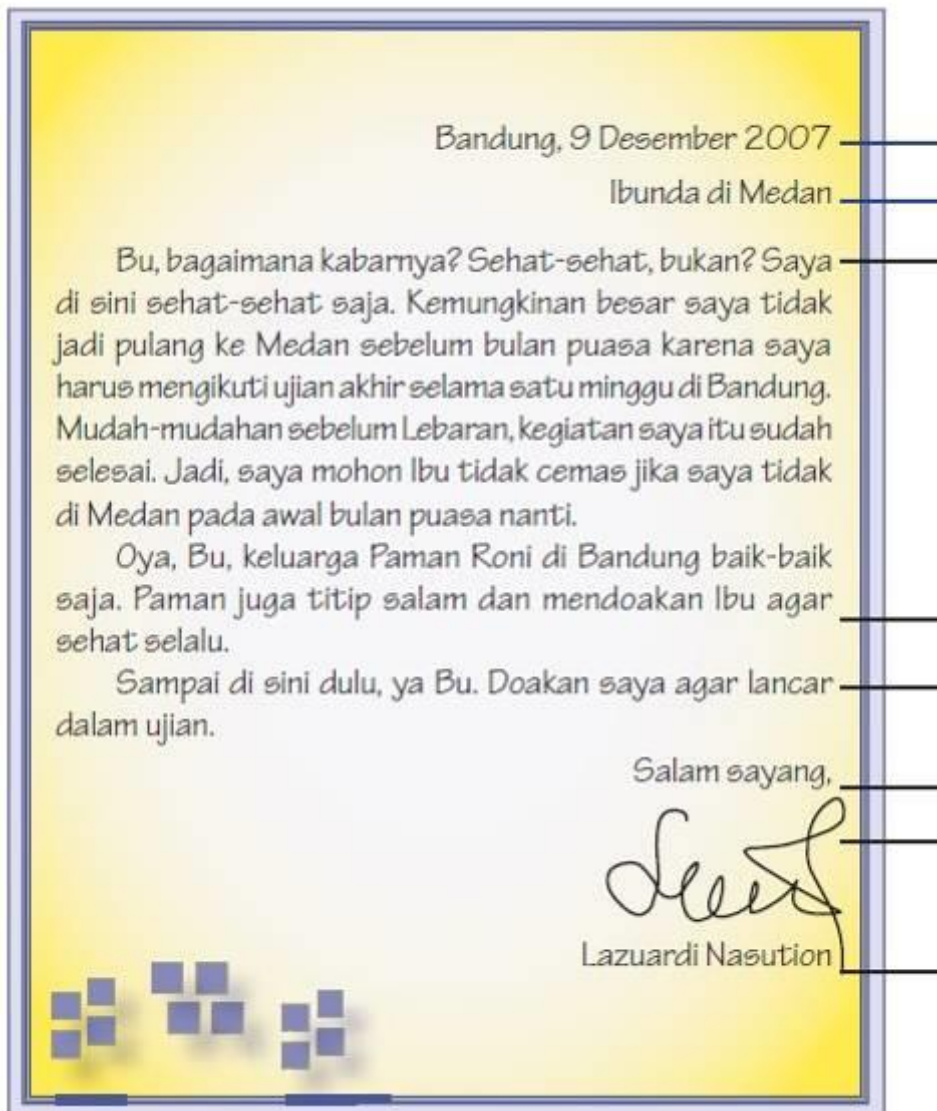 Bandung, 9 Desember 2007
Ibunda di Medan
Bu, bagaimana kabarnya? Sehat-sehat, bukan? Saya
di sini sehat-sehat saja. Kemungkinan besar saya tidak
jadi pulang ke Medan sebelum bulan puasa karena saya
harus mengikuti ujian akhir selama satu minggu di Bandung.
Mudah-mudahan sebelum Lebaran, kegiatan saya itu sudah
selesai. Jadi, saya mohon Ibu tidak cemas jika saya tidak
di Medan pada awal bulan puasa nanti.
Oya, Bu, keluarga Paman Roni di Bandung baik-baik
saja. Paman juga titip salam dan mendoakan Ibu agar
sehat selalu.
Sampai di sini dulu, ya Bu. Doakan saya agar lancar
dalam ujian.
Salam sayang,
Lazuardi Nasution